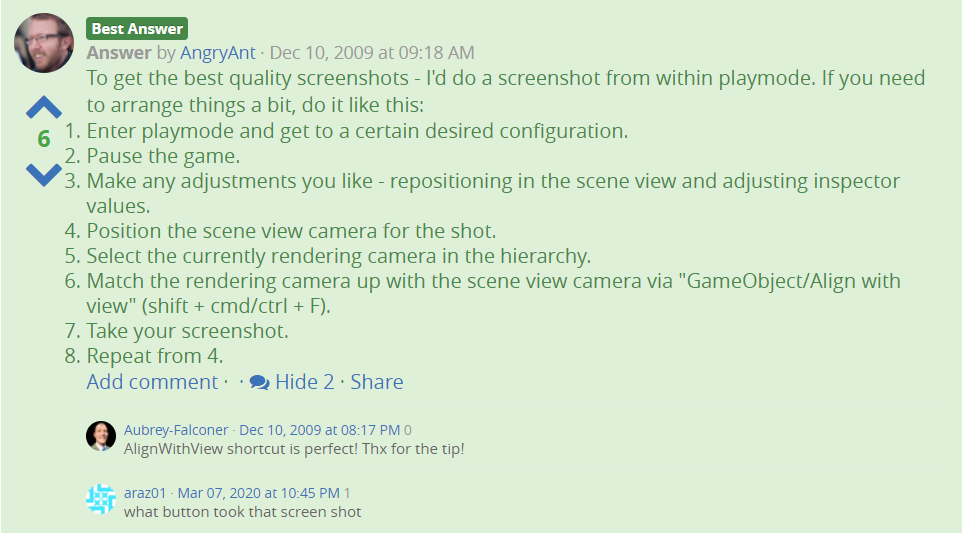 Best Answer
Answer by AngryAnt · Dec 10, 2009 at 09:18 AM
To get the best quality screenshots - I'd do a screenshot from within playmode. If you need
to arrange things a bit, do it like this:
6
1. Enter playmode and get to a certain desired configuration.
2. Pause the game.
3. Make any adjustments you like - repositioning in the scene view and adjusting inspector
values.
4. Position the scene view camera for the shot.
5. Select the currently rendering camera in the hierarchy.
6. Match the rendering camera up with the scene view camera via "GameObject/Align with
view" (shift + cmd/ctrl + F).
7. Take your screenshot.
8. Repeat from 4.
Add comment · · Hide 2 · Share
Aubrey-Falconer · Dec 10, 2009 at 08:17 PM 0
AlignWithView shortcut is perfect! Thx for the tip!
araz01 · Mar 07, 2020 at 10:45 PM 1
what button took that screen shot